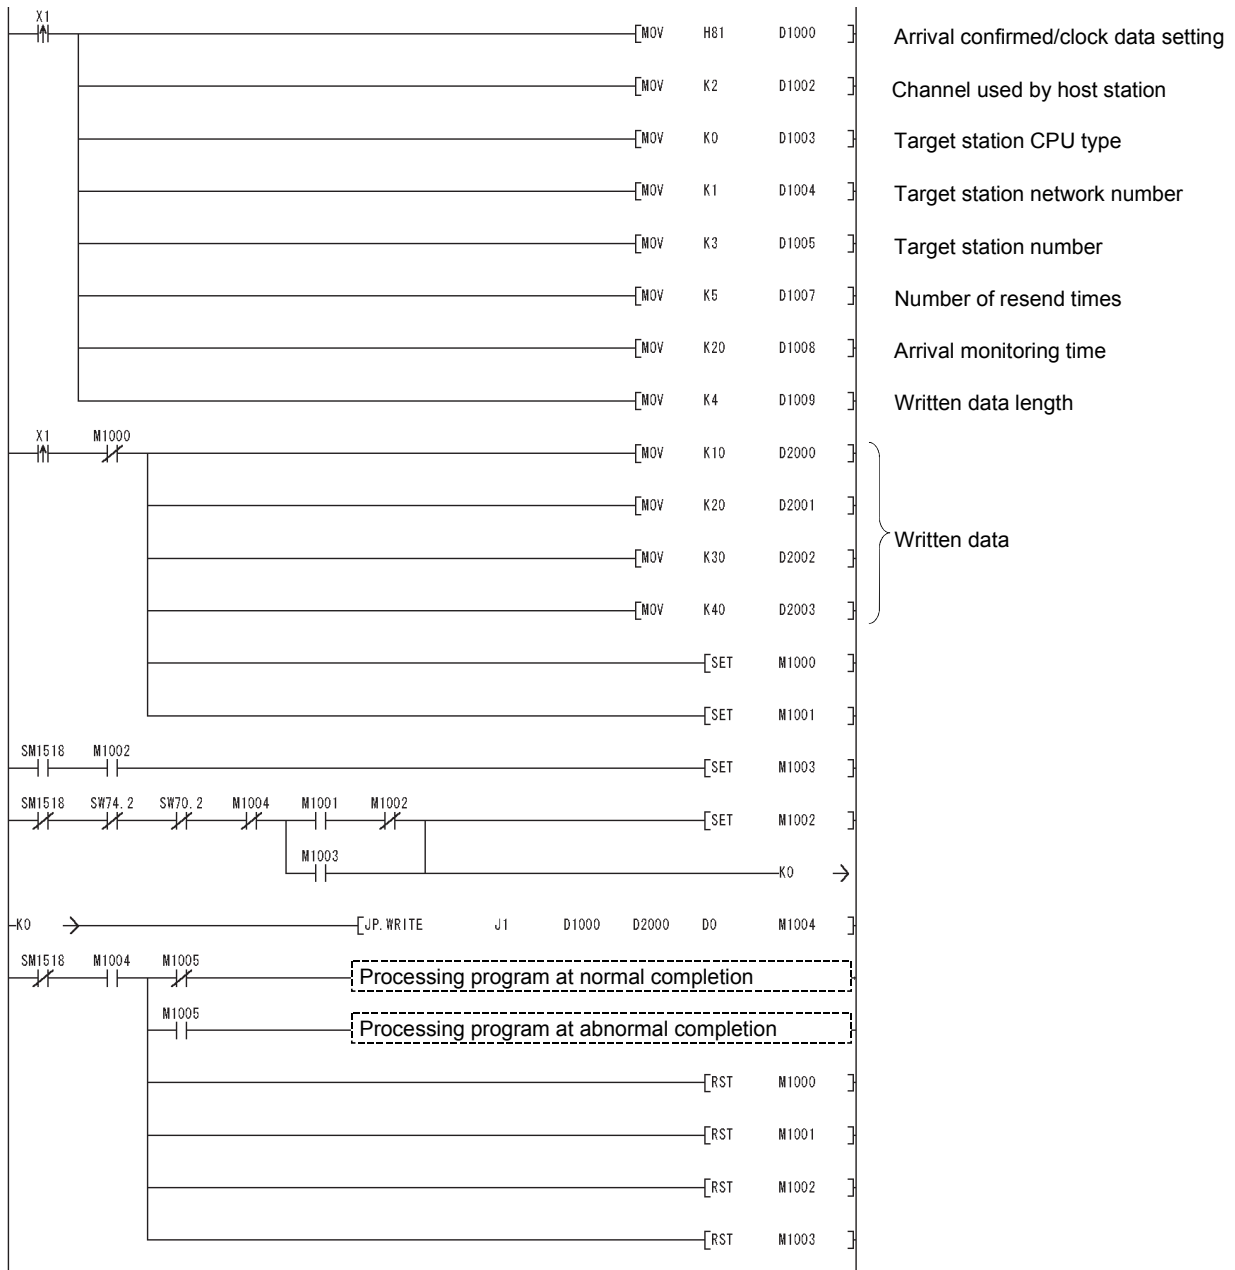 X1
[MOV H81 D1000 ] Arrival confirmed/clock data setting
[MOV K2 D1002 ] Channel used by host station
[MOV K0 D1003 ] Target station CPU type
[MOV K1 D1004 ] Target station network number
[MOV K3 D1005 ] Target station number
[MOV K5 D1007 ] Number of resend times
[MOV K20 D1008 ] Arrival monitoring time
[MOV K4 D1009 ] Written data length
X1 M1000
[MOV K10 D2000 ]
[MOV K20 D2001 ]
Written data
[MOV K30 D2002 ]
[MOV K40 D2003 ]
[SET M1000 ]
[SET M1001 ]
SM1518 M1002
[SET M1003 ]
SM1518 SW74.2 SW70.2 M1004 M1001 M1002
[SET M1002 ]
M1003
K0
K0 [JP.WRITE J1 D1000 D2000 D0 M1004 ]
SM1518 M1004 M1005
Processing program at normal completion
M1005
Processing program at abnormal completion
[RST M1000 ]
[RST M1001 ]
[RST M1002 ]
[RST M1003 ]